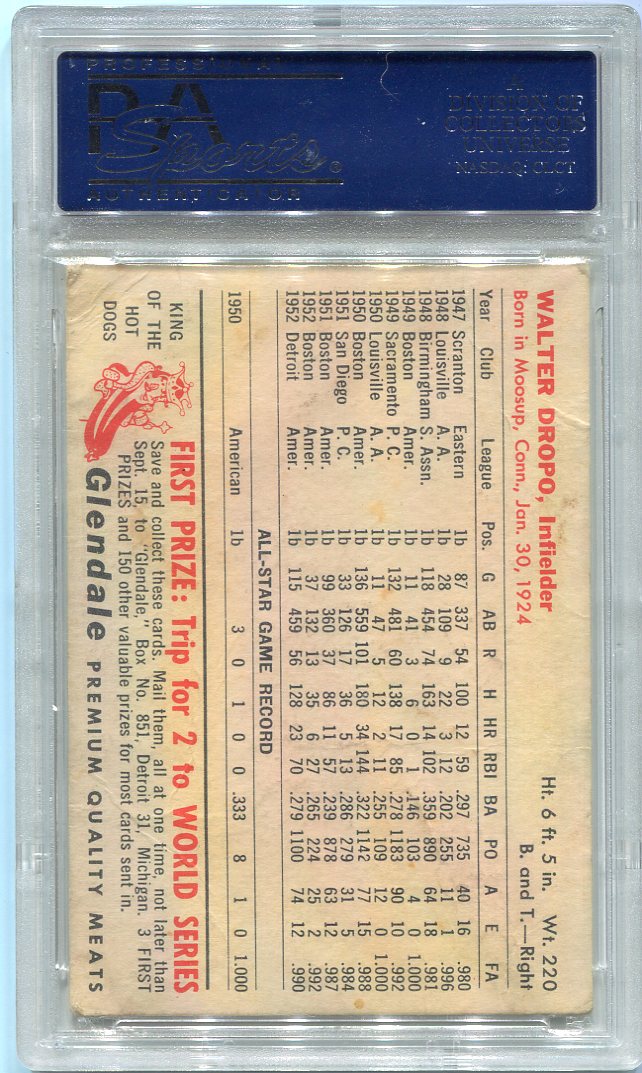 PROFESSIONAL
PSA
Sports®
AUTHENTICATOR
A
DIVISION OF
COLLECTORS
UNIVERSE
NASDAQ: CLCT
WALTER DROPO, Infielder Ht. 6 ft. 5 in. Wt. 220
Born in Moosup, Conn., Jan. 30, 1924 B. and T.—Right
Year Club League Pos. G AB R H HR RBI BA PO A E FA
1947 Scranton Eastern 1b 87 337 54 100 12 59 .297 735 40 16 .980
1948 Louisville A. A. 1b 28 109 9 22 3 12 .202 255 11 1 .996
1948 Birmingham S. Assn. 1b 118 454 74 163 14 102 .359 890 64 18 .981
1949 Boston Amer. 1b 11 41 3 6 0 1 .146 103 4 0 1.000
1949 Sacramento P. C. 1b 132 481 60 138 17 85 .278 1183 90 10 .992
1950 Louisville A. A. 1b 11 47 5 12 2 11 .255 109 12 0 1.000
1950 Boston Amer. 1b 136 559 101 180 34 144 .322 1142 77 15 .988
1951 San Diego P. C. 1b 33 126 17 36 5 13 .286 279 31 5 .984
1951 Boston Amer. 1b 99 360 37 86 11 57 .239 878 63 12 .987
1952 Boston Amer. 1b 37 132 13 35 6 27 .265 224 25 2 .992
1952 Detroit Amer. 1b 115 459 56 128 23 70 .279 1100 74 12 .990
ALL-STAR GAME RECORD
1950 American 1b 3 0 1 0 0 .333 8 1 0 1.000
KING
OF THE
HOT
DOGS
FIRST PRIZE: Trip for 2 to WORLD SERIES
Save and collect these cards. Mail them, all at one time, not later than
Sept. 15, to "Glendale," Box No. 851, Detroit 31, Michigan. 3 FIRST
PRIZES and 150 other valuable prizes for most cards sent in.
Glendale PREMIUM QUALITY MEATS